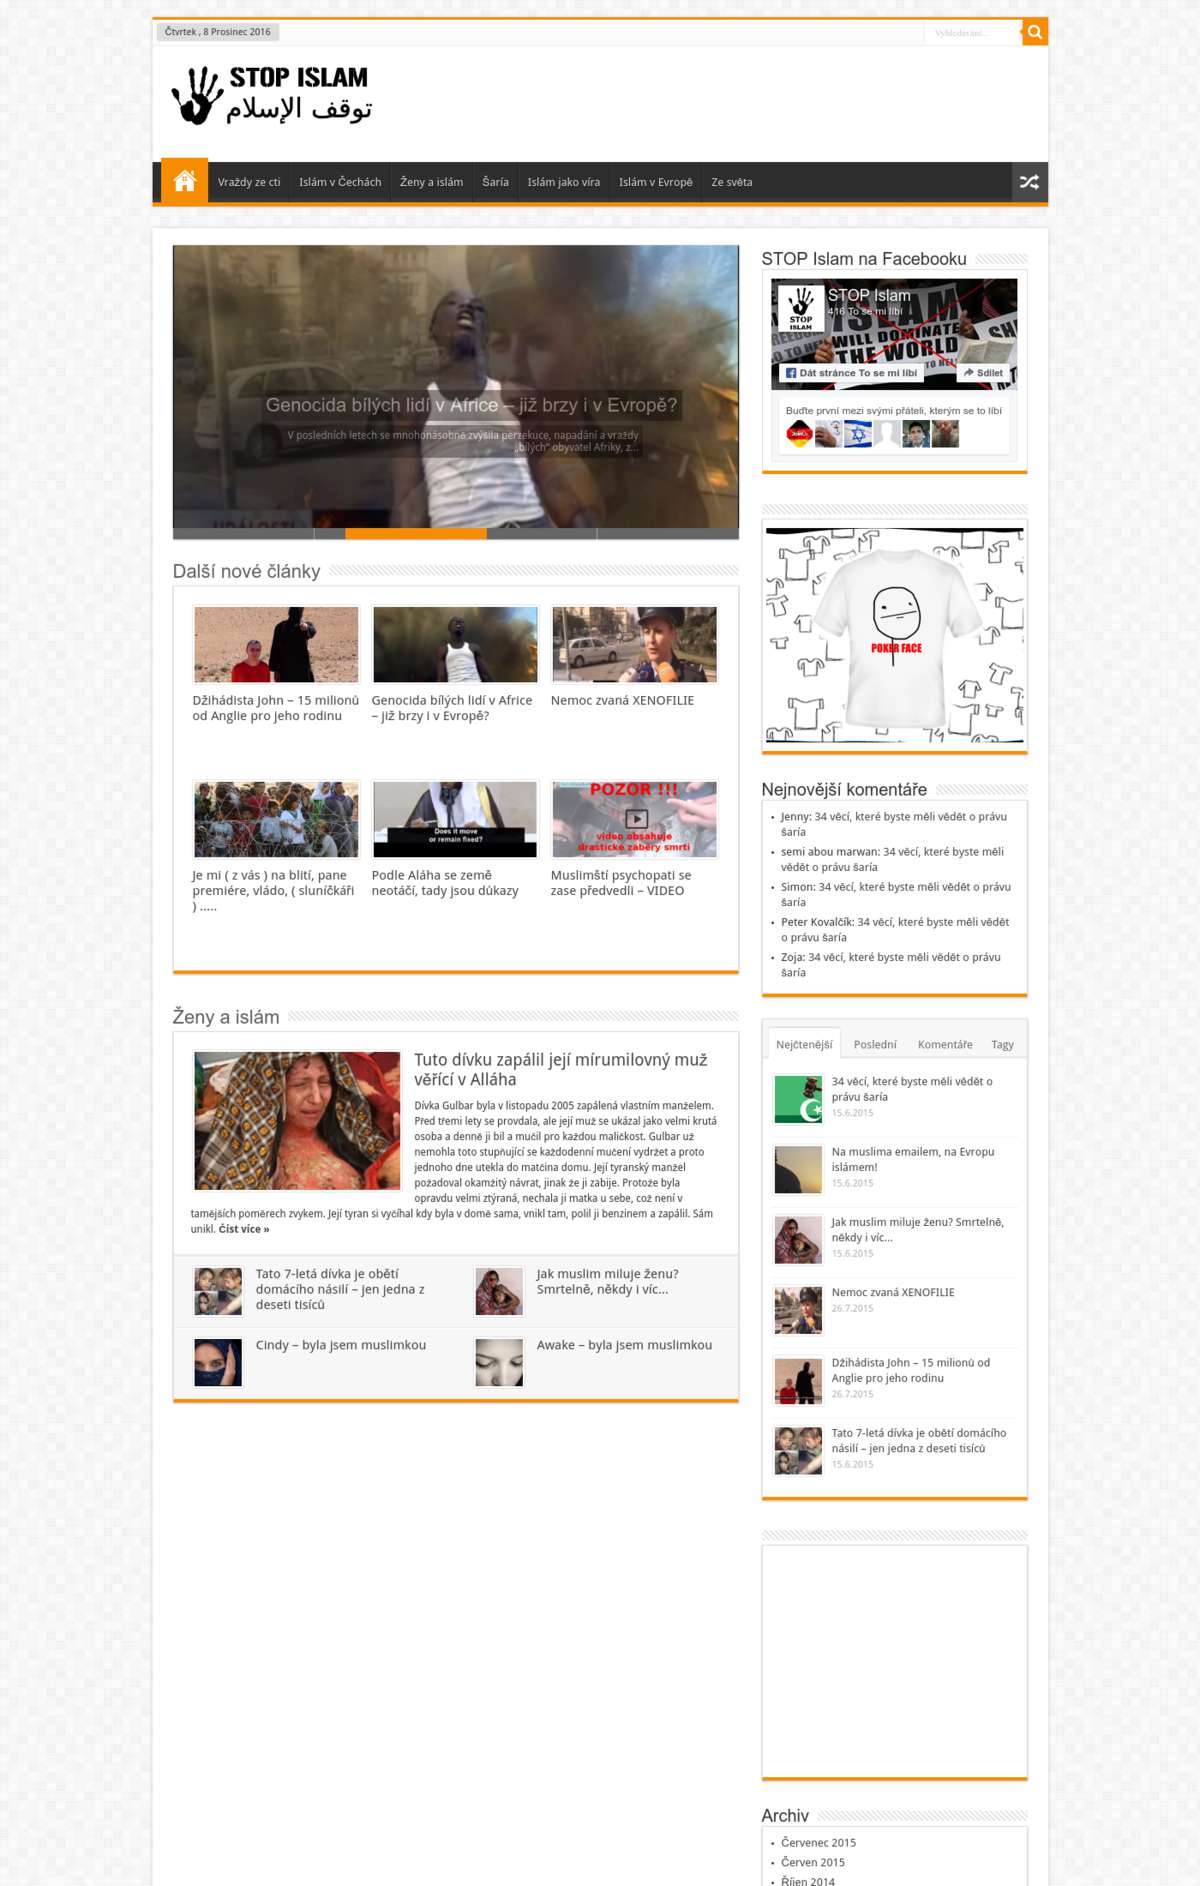 Čtvrtek , 8 Prosinec 2016
Vyhledávání...
STOP ISLAM
توقف الإسلام
Vraždy ze cti
Islám v Čechách
Ženy a islám
Šaría
Islám jako víra
Islám v Evropě
Ze světa
Genocida bílých lidí v Africe – již brzy i v Evropě?
V posledních letech se mnohonásobně zvýšila perzekuce, napadání a vraždy
„bílých“ obyvatel Afriky, z...
Další nové články
Džihádista John – 15 milionů
od Anglie pro jeho rodinu
Genocida bílých lidí v Africe
– již brzy i v Evropě?
Nemoc zvaná XENOFILIE
Does it move
or remain fixed?
POZOR !!!
video obsahuje
drastické záběry smrti
Je mi ( z vás ) na blití, pane
premiére, vládo, ( sluníčkáři
) .....
Podle Aláha se země
neotáčí, tady jsou důkazy
Muslimští psychopati se
zase předvedli – VIDEO
Ženy a islám
Tuto dívku zapálil její mírumilovný muž
věřící v Alláha
Dívka Gulbar byla v listopadu 2005 zapálená vlastním manželem.
Pred třemi lety se provdala, ale její muž se ukázal jako velmi krutá
osoba a denně ji bil a mučil pro každou maličkost. Gulbar už
nemohla toto stupňující se každodenní mučení vydržet a proto
jednoho dne utekla do matčina domu. Její tyranský manžel
požadoval okamžitý návrat, jinak že ji zabije. Protože byla
opravdu velmi ztýraná, nechala ji matka u sebe, což není v
tamějších poměrech zvykem. Její tyran si vyčíhal kdy byla v domě sama, vnikl tam, polil ji benzinem a zapálil. Sám
unikl. Číst více »
Tato 7-letá dívka je obětí
domácího násilí – jen jedna z
deseti tisíců
Jak muslim miluje ženu?
Smrtelně, někdy i víc...
Cindy – byla jsem muslimkou
Awake – byla jsem muslimkou
STOP Islam na Facebooku
STOP Islam
416 To se mi líbí
STOP
ISLAM
ISLAM
WILL DOMINATE
THE WORLD
Dát stránce To se mi líbí
Sdílet
Buďte první mezi svými přáteli, kterým se to líbí
POKER FACE
Nejnovější komentáře
Jenny: 34 věcí, které byste měli vědět o právu
šaría
semi abou marwan: 34 věcí, které byste měli
vědět o právu šaría
Simon: 34 věcí, které byste měli vědět o právu
šaría
Peter Kovalčík: 34 věcí, které byste měli vědět
o právu šaría
Zoja: 34 věcí, které byste měli vědět o právu
šaría
Nejčtenější
Poslední
Komentáře
Tagy
34 věcí, které byste měli vědět o
právu šaría
15.6.2015
Na muslima emailem, na Evropu
islámem!
15.6.2015
Jak muslim miluje ženu? Smrtelně,
někdy i víc...
15.6.2015
Nemoc zvaná XENOFILIE
26.7.2015
Džihádista John – 15 milionů od
Anglie pro jeho rodinu
26.7.2015
Tato 7-letá dívka je obětí domácího
násilí – jen jedna z deseti tisíců
15.6.2015
Archiv
Červenec 2015
Červen 2015
Říjen 2014